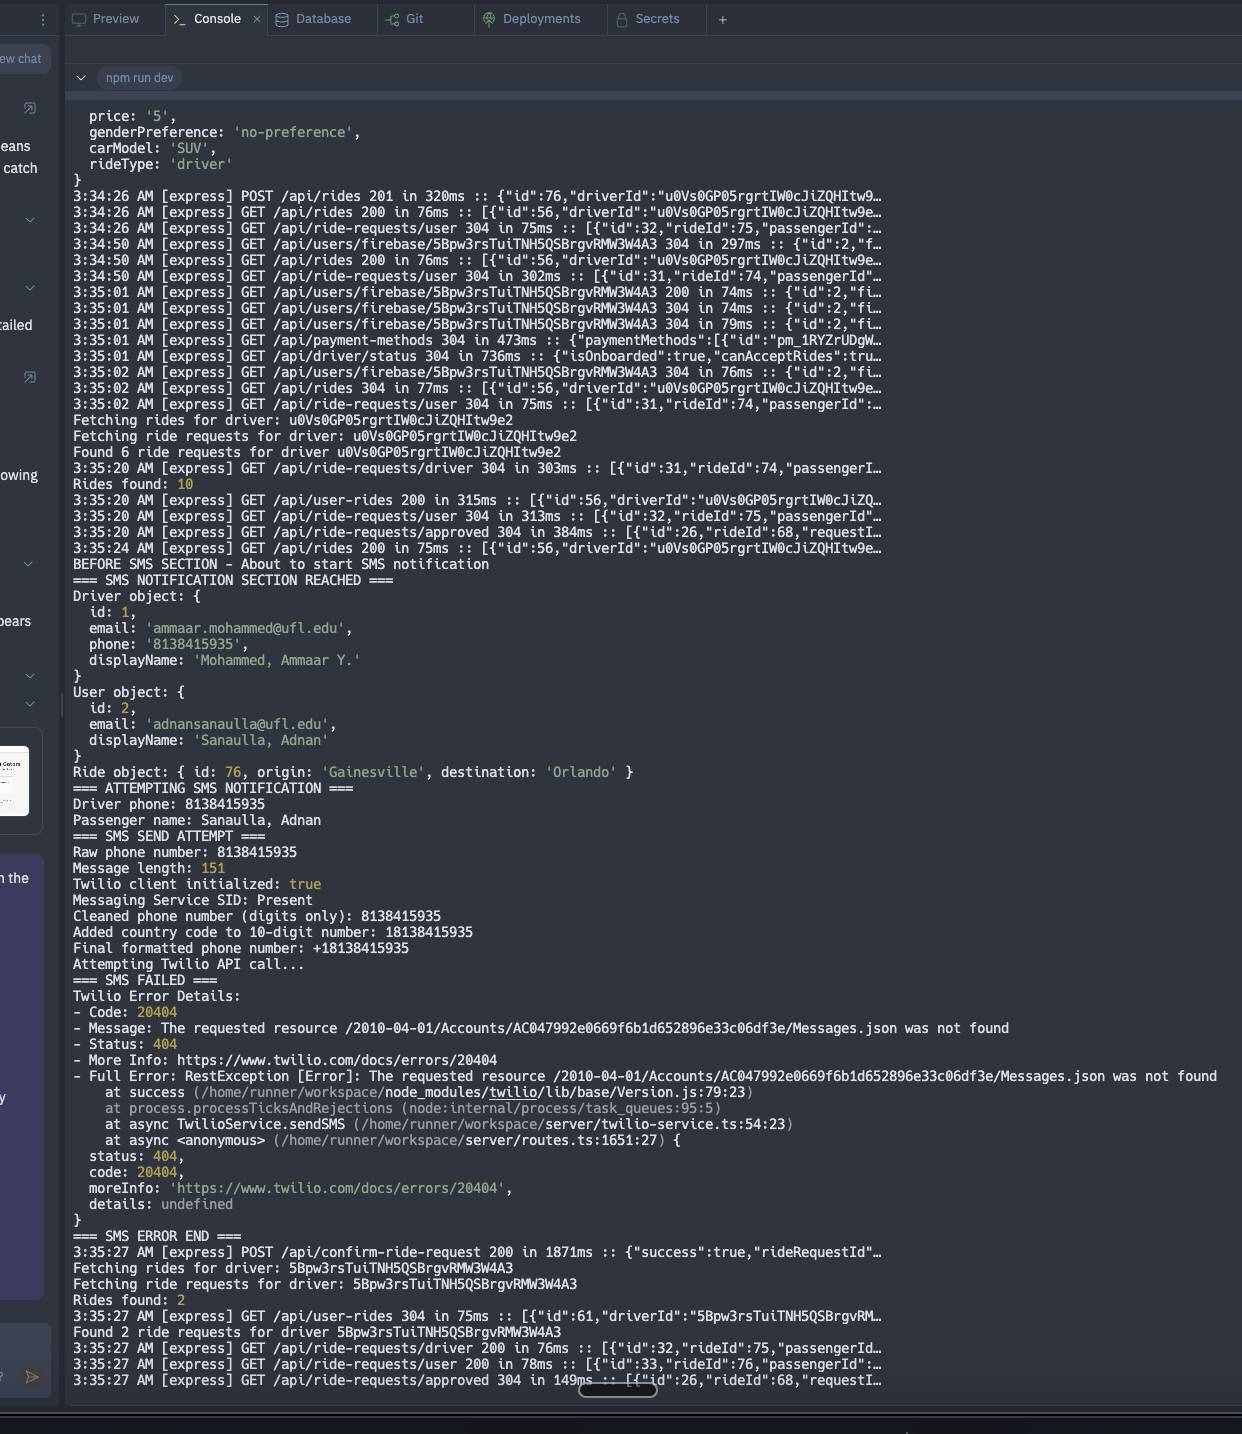 Preview
Console
Database
Git
Deployments
Secrets
ew chat
npm run dev
eans
catch
ailed
owing
pears
n the
y
price: '5',
genderPreference: 'no-preference',
carModel: 'SUV',
rideType: 'driver'
}
3:34:26 AM [express] POST /api/rides 201 in 320ms :: {"id":76,"driverId":"u0Vs0GP05rgrtIW0cJiZQHItw9…
3:34:26 AM [express] GET /api/rides 200 in 76ms :: [{"id":56,"driverId":"u0Vs0GP05rgrtIW0cJiZQHItw9e…
3:34:26 AM [express] GET /api/ride-requests/user 304 in 75ms :: [{"id":32,"rideId":75,"passengerId"…
3:34:50 AM [express] GET /api/users/firebase/5Bpw3rsTuiTNH5QSBrgvRMW3W4A3 304 in 297ms :: {"id":2,"f…
3:34:50 AM [express] GET /api/rides 200 in 76ms :: [{"id":56,"driverId":"u0Vs0GP05rgrtIW0cJiZQHItw9e…
3:34:50 AM [express] GET /api/ride-requests/user 304 in 302ms :: [{"id":31,"rideId":74,"passengerId"…
3:35:01 AM [express] GET /api/users/firebase/5Bpw3rsTuiTNH5QSBrgvRMW3W4A3 200 in 74ms :: {"id":2,"fi…
3:35:01 AM [express] GET /api/users/firebase/5Bpw3rsTuiTNH5QSBrgvRMW3W4A3 304 in 74ms :: {"id":2,"fi…
3:35:01 AM [express] GET /api/users/firebase/5Bpw3rsTuiTNH5QSBrgvRMW3W4A3 304 in 79ms :: {"id":2,"fi…
3:35:01 AM [express] GET /api/payment-methods 304 in 473ms :: {"paymentMethods":[{"id":"pm_1RYZrUDgW…
3:35:01 AM [express] GET /api/driver/status 304 in 736ms :: {"isOnboarded":true,"canAcceptRides":tru…
3:35:02 AM [express] GET /api/users/firebase/5Bpw3rsTuiTNH5QSBrgvRMW3W4A3 304 in 76ms :: {"id":2,"fi…
3:35:02 AM [express] GET /api/rides 304 in 77ms :: [{"id":56,"driverId":"u0Vs0GP05rgrtIW0cJiZQHItw9e…
3:35:02 AM [express] GET /api/ride-requests/user 304 in 75ms :: [{"id":31,"rideId":74,"passengerId"…
Fetching rides for driver: u0Vs0GP05rgrtIW0cJiZQHItw9e2
Fetching ride requests for driver: u0Vs0GP05rgrtIW0cJiZQHItw9e2
Found 6 ride requests for driver u0Vs0GP05rgrtIW0cJiZQHItw9e2
3:35:20 AM [express] GET /api/ride-requests/driver 304 in 303ms :: [{"id":31,"rideId":74,"passengerI…
Rides found: 10
3:35:20 AM [express] GET /api/user-rides 200 in 315ms :: [{"id":56,"driverId":"u0Vs0GP05rgrtIW0cJiZQ…
3:35:20 AM [express] GET /api/ride-requests/user 304 in 313ms :: [{"id":32,"rideId":75,"passengerId"…
3:35:20 AM [express] GET /api/ride-requests/approved 304 in 384ms :: [{"id":26,"rideId":68,"requestI…
3:35:24 AM [express] GET /api/rides 200 in 75ms :: [{"id":56,"driverId":"u0Vs0GP05rgrtIW0cJiZQHItw9e…
BEFORE SMS SECTION - About to start SMS notification
=== SMS NOTIFICATION SECTION REACHED ===
Driver object: {
id: 1,
email: 'ammaar.mohammed@ufl.edu',
phone: '8138415935',
displayName: 'Mohammed, Ammaar Y.'
}
User object: {
id: 2,
email: 'adnansanaulla@ufl.edu',
displayName: 'Sanaulla, Adnan'
}
Ride object: { id: 76, origin: 'Gainesville', destination: 'Orlando' }
=== ATTEMPTING SMS NOTIFICATION ===
Driver phone: 8138415935
Passenger name: Sanaulla, Adnan
=== SMS SEND ATTEMPT ===
Raw phone number: 8138415935
Message length: 151
Twilio client initialized: true
Messaging Service SID: Present
Cleaned phone number (digits only): 8138415935
Added country code to 10-digit number: 18138415935
Final formatted phone number: +18138415935
Attempting Twilio API call...
=== SMS FAILED ===
Twilio Error Details:
- Code: 20404
- Message: The requested resource /2010-04-01/Accounts/AC047992e0669f6b1d652896e33c06df3e/Messages.json was not found
- Status: 404
- More Info: https://www.twilio.com/docs/errors/20404
- Full Error: RestException [Error]: The requested resource /2010-04-01/Accounts/AC047992e0669f6b1d652896e33c06df3e/Messages.json was not found
at success (/home/runner/workspace/node_modules/twilio/lib/base/Version.js:79:23)
at process.processTicksAndRejections (node:internal/process/task_queues:95:5)
at async TwilioService.sendSMS (/home/runner/workspace/server/twilio-service.ts:54:23)
at async <anonymous> (/home/runner/workspace/server/routes.ts:1651:27) {
status: 404,
code: 20404,
moreInfo: 'https://www.twilio.com/docs/errors/20404',
details: undefined
}
=== SMS ERROR END ===
3:35:27 AM [express] POST /api/confirm-ride-request 200 in 1871ms :: {"success":true,"rideRequestId"…
Fetching rides for driver: 5Bpw3rsTuiTNH5QSBrgvRMW3W4A3
Fetching ride requests for driver: 5Bpw3rsTuiTNH5QSBrgvRMW3W4A3
Rides found: 2
3:35:27 AM [express] GET /api/user-rides 304 in 75ms :: [{"id":61,"driverId":"5Bpw3rsTuiTNH5QSBrgvRM…
Found 2 ride requests for driver 5Bpw3rsTuiTNH5QSBrgvRMW3W4A3
3:35:27 AM [express] GET /api/ride-requests/driver 200 in 76ms :: [{"id":32,"rideId":75,"passengerId…
3:35:27 AM [express] GET /api/ride-requests/user 200 in 78ms :: [{"id":33,"rideId":76,"passengerId":…
3:35:27 AM [express] GET /api/ride-requests/approved 304 in 149ms :: [{"id":26,"rideId":68,"requestI…